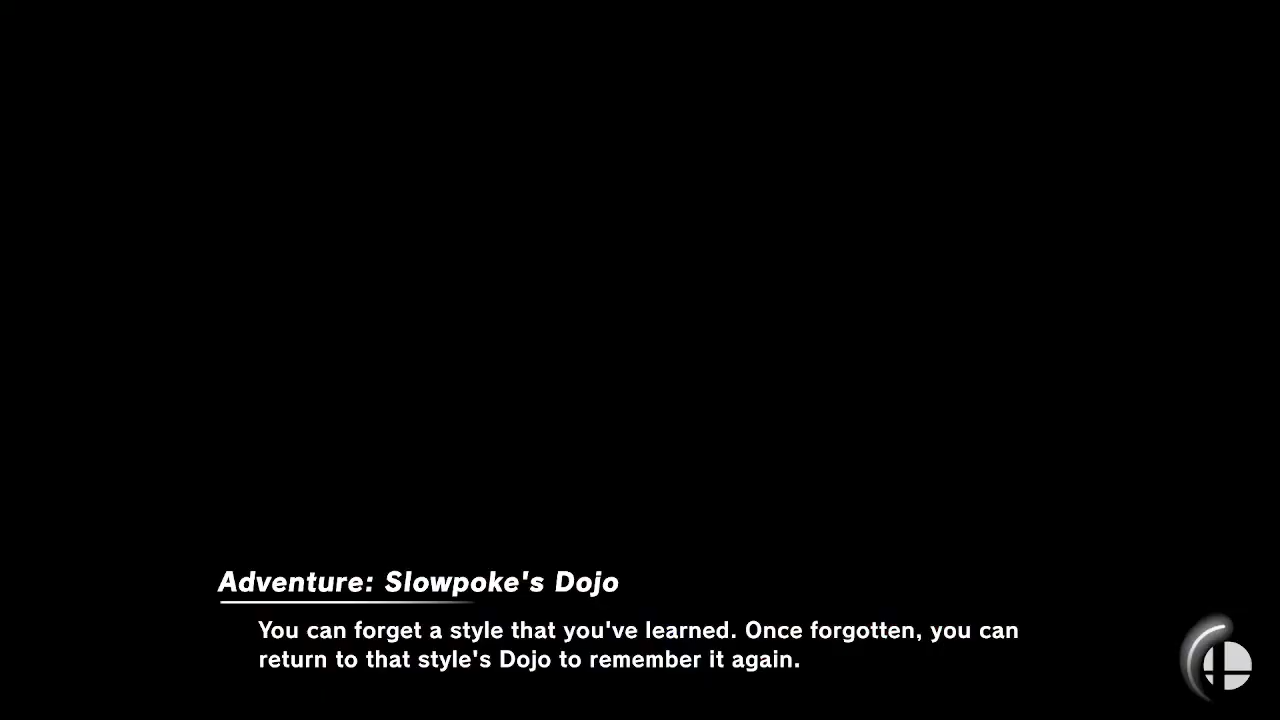 Adventure: Slowpoke's Dojo
You can forget a style that you've learned. Once forgotten, you can
return to that style's Dojo to remember it again.